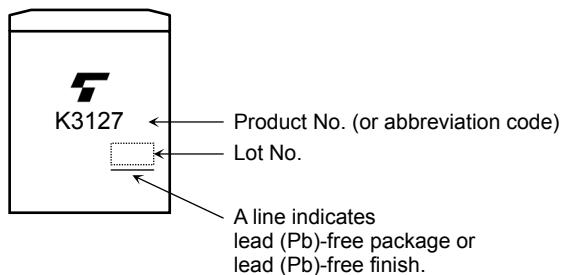 K3127
Product No. (or abbreviation code)
Lot No.
A line indicates
lead (Pb)-free package or
lead (Pb)-free finish.